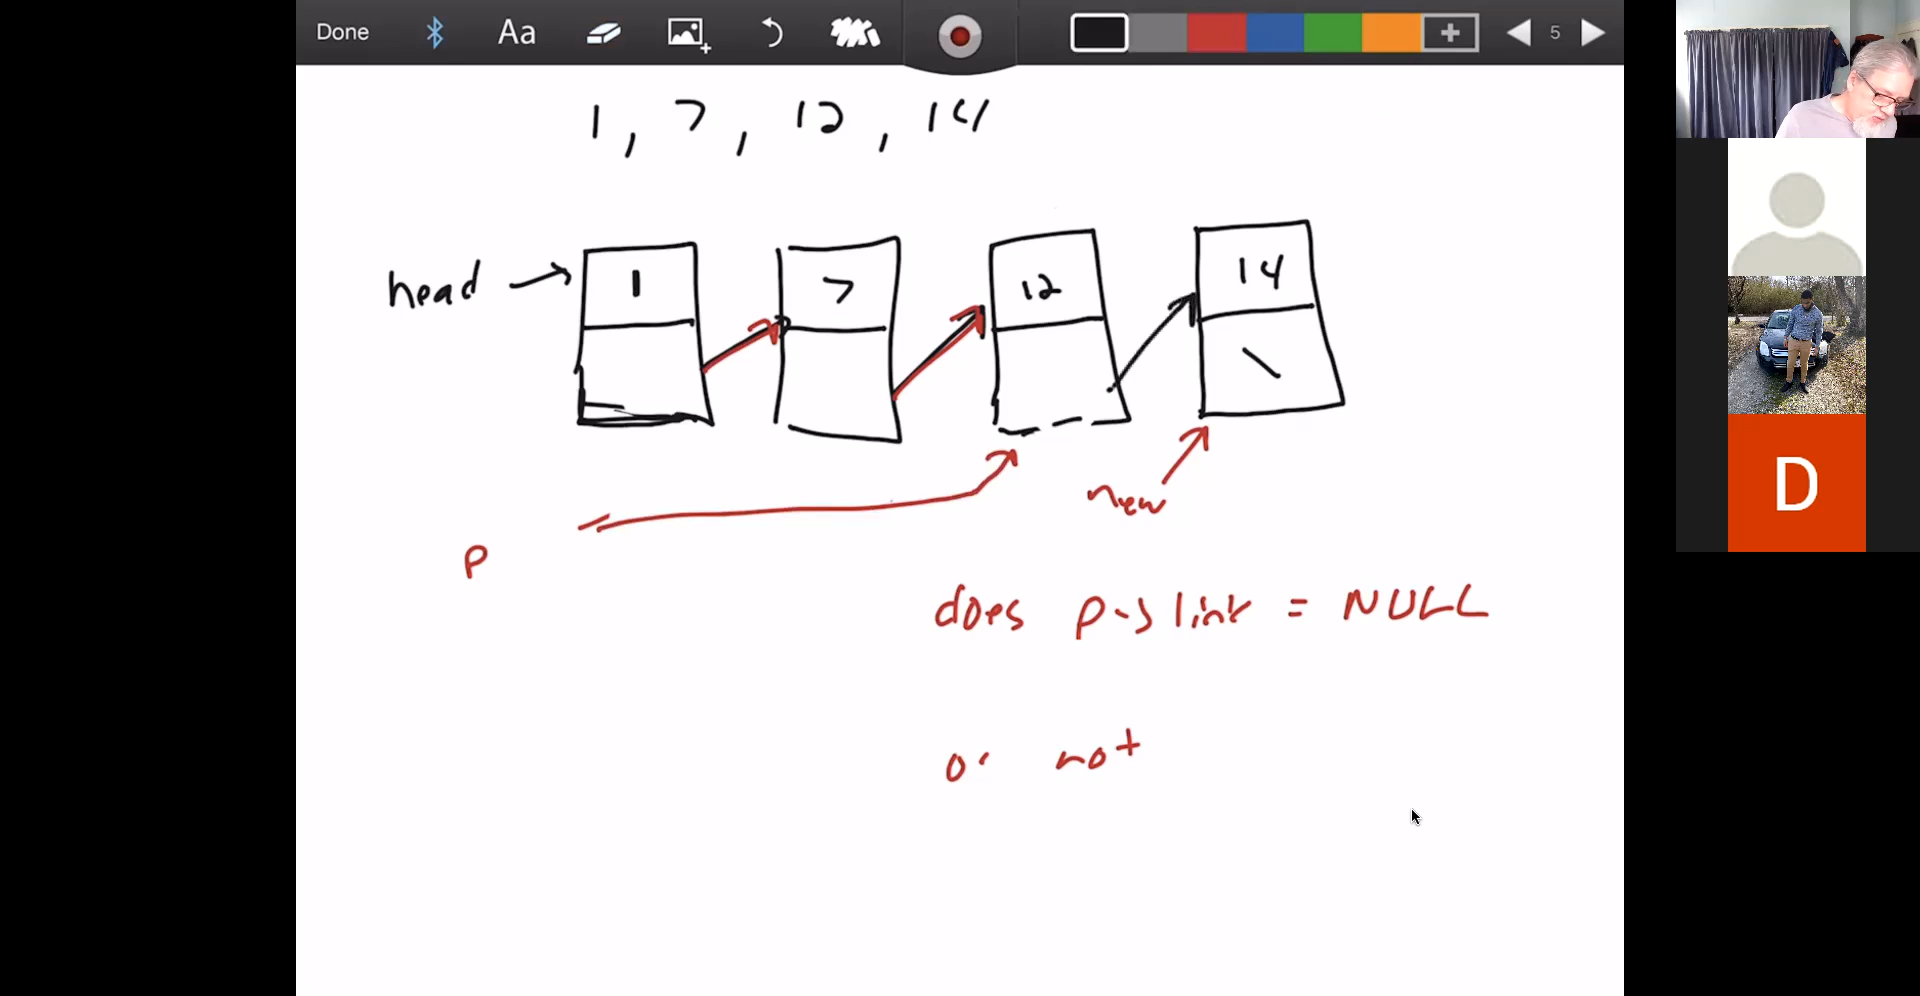 Done Aa 5
1, 7, 12, 14
head → 1 7 12 14
new
P
D
does p->link = NULL
or not